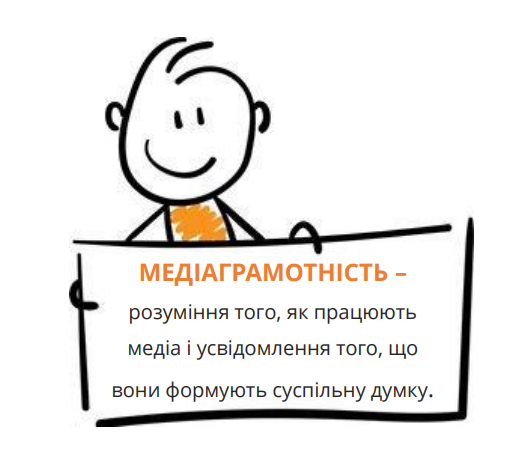 МЕДІАГРАМОТНІСТЬ –
розуміння того, як працюють
медіа і усвідомлення того, що
вони формують суспільну думку.